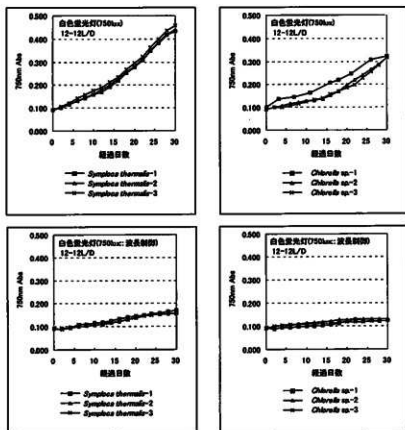 白色蛍光灯(750lux)
12-12L/D
0.500
0.400
0.300
0.200
0.100
0.000
750nm Abs
0 5 10 15 20 25 30
経過日数
Symploca thermalis-1
Symploca thermalis-2
Symploca thermalis-3
白色蛍光灯(750lux)
12-12L/D
0.500
0.400
0.300
0.200
0.100
0.000
750nm Abs
0 5 10 15 20 25 30
経過日数
Chlorella sp.-1
Chlorella sp.-2
Chlorella sp.-3
白色蛍光灯(750lux:波長制御)
12-12L/D
0.500
0.400
0.300
0.200
0.100
0.000
750nm Abs
0 5 10 15 20 25 30
経過日数
Symploca thermalis-1
Symploca thermalis-2
Symploca thermalis-3
白色蛍光灯(750lux:波長制御)
12-12L/D
0.500
0.400
0.300
0.200
0.100
0.000
750nm Abs
0 5 10 15 20 25 30
経過日数
Chlorella sp.-1
Chlorella sp.-2
Chlorella sp.-3